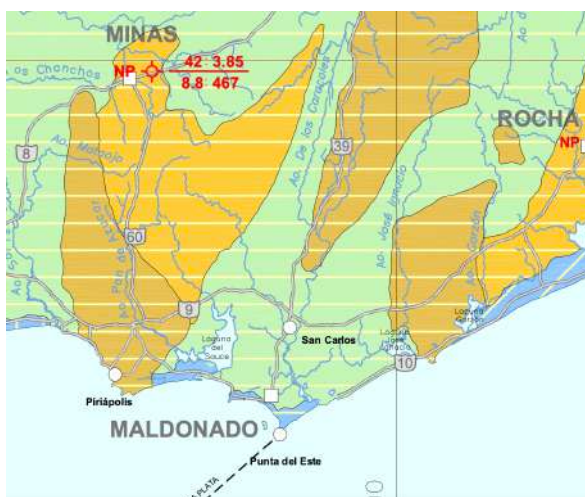 MINAS
os Chanchos
NP
42 3.85
8.8 467
ROCHA
NP
39
8
Ao. De los Caracoles
Ao. José Ignacio
Ao. Garzón
Ao. Pan de Azúcar
60
9
Laguna
del
Sauce
San Carlos
Laguna
José
Ignacio
Laguna
Garzón
10
Piriápolis
MALDONADO
Punta del Este
A PLATA